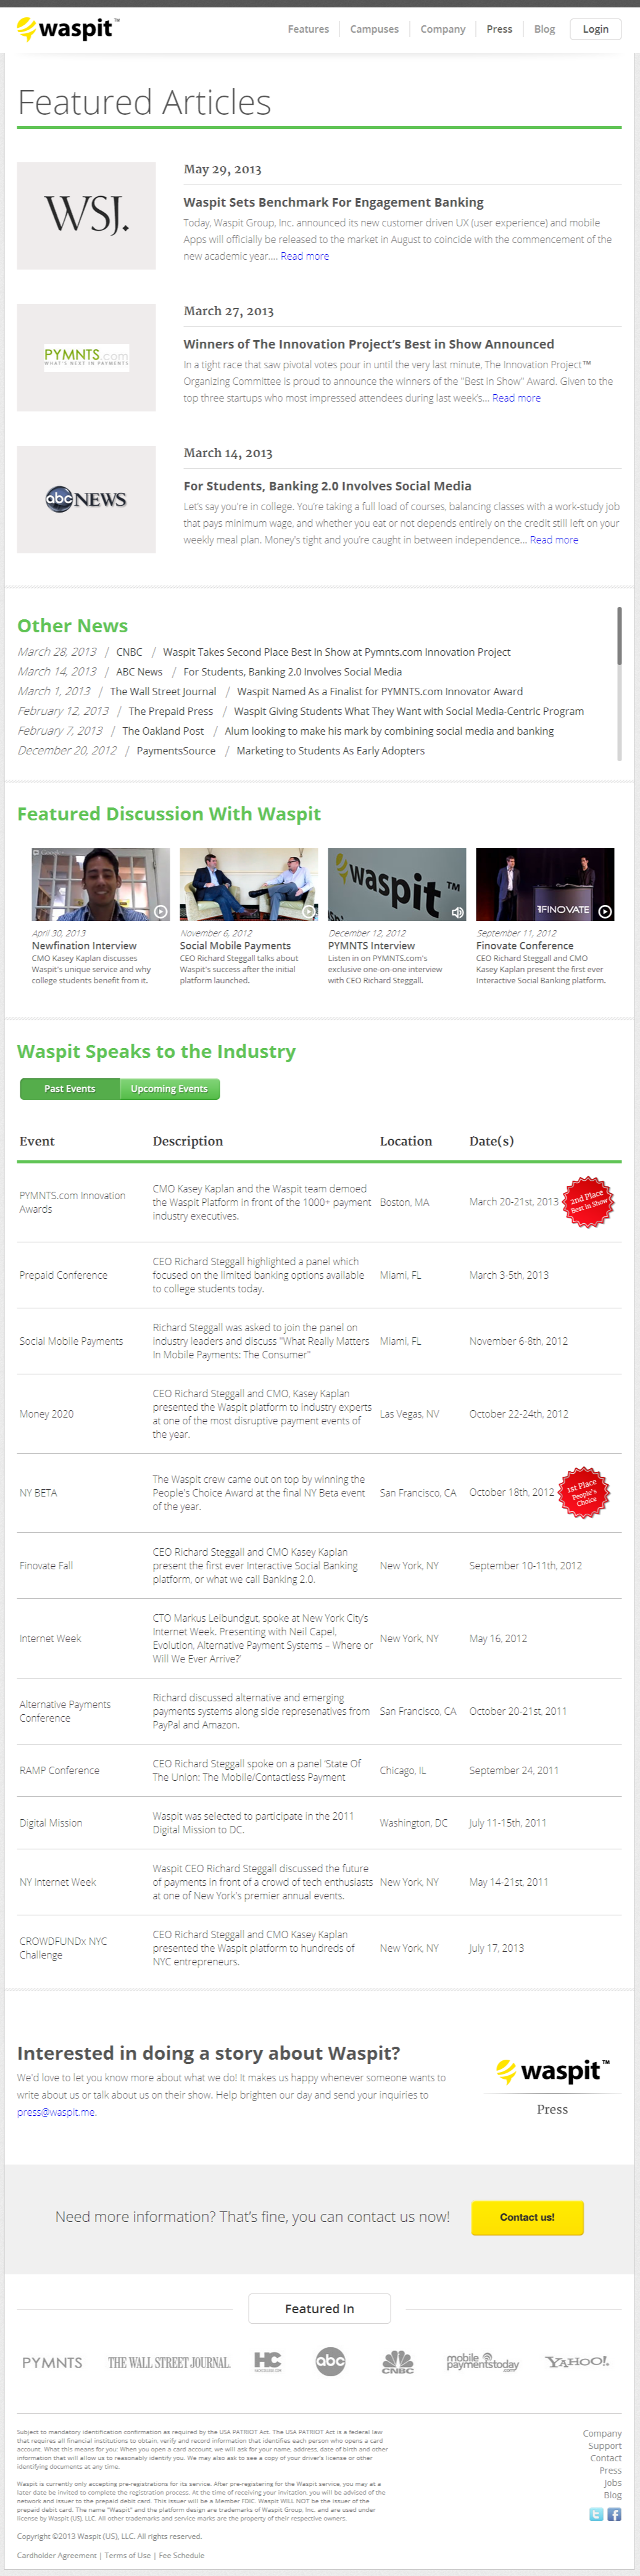 waspit™
Features
Campuses
Company
Press
Blog
Login
Featured Articles
WSJ.
May 29, 2013
Waspit Sets Benchmark For Engagement Banking
Today, Waspit Group, Inc. announced its new customer driven UX (user experience) and mobile
Apps will officially be released to the market in August to coincide with the commencement of the
new academic year.... Read more
PYMNTS.com
WHAT'S NEXT IN PAYMENTS
March 27, 2013
Winners of The Innovation Project's Best in Show Announced
In a tight race that saw pivotal votes pour in until the very last minute, The Innovation Project™
Organizing Committee is proud to announce the winners of the "Best in Show" Award. Given to the
top three startups who most impressed attendees during last week's... Read more
abc NEWS
March 14, 2013
For Students, Banking 2.0 Involves Social Media
Let's say you're in college. You're taking a full load of courses, balancing classes with a work-study job
that pays minimum wage, and whether you eat or not depends entirely on the credit still left on your
weekly meal plan. Money's tight and you're caught in between independence... Read more
Other News
March 28, 2013 / CNBC / Waspit Takes Second Place Best In Show at Pymnts.com Innovation Project
March 14, 2013 / ABC News / For Students, Banking 2.0 Involves Social Media
March 1, 2013 / The Wall Street Journal / Waspit Named As a Finalist for PYMNTS.com Innovator Award
February 12, 2013 / The Prepaid Press / Waspit Giving Students What They Want with Social Media-Centric Program
February 7, 2013 / The Oakland Post / Alum looking to make his mark by combining social media and banking
December 20, 2012 / PaymentsSource / Marketing to Students As Early Adopters
Featured Discussion With Waspit
April 30, 2013
Newfination Interview
CMO Kasey Kaplan discusses
Waspit's unique service and why
college students benefit from it.
November 6, 2012
Social Mobile Payments
CEO Richard Steggall talks about
Waspit's success after the initial
platform launched.
waspit™
December 12, 2012
PYMNTS Interview
Listen in on PYMNTS.com's
exclusive one-on-one interview
with CEO Richard Steggall.
FINOVATE
September 11, 2012
Finovate Conference
CEO Richard Steggall and CMO
Kasey Kaplan present the first ever
Interactive Social Banking platform.
Waspit Speaks to the Industry
Past Events
Upcoming Events
Event
Description
Location
Date(s)
PYMNTS.com Innovation
Awards
CMO Kasey Kaplan and the Waspit team demoed
the Waspit Platform in front of the 1000+ payment
industry executives.
Boston, MA
March 20-21st, 2013
2nd Place
Best in Show
Prepaid Conference
CEO Richard Steggall highlighted a panel which
focused on the limited banking options available
to college students today.
Miami, FL
March 3-5th, 2013
Social Mobile Payments
Richard Steggall was asked to join the panel on
industry leaders and discuss "What Really Matters
In Mobile Payments: The Consumer"
Miami, FL
November 6-8th, 2012
Money 2020
CEO Richard Steggall and CMO, Kasey Kaplan
presented the Waspit platform to industry experts
at one of the most disruptive payment events of
the year.
Las Vegas, NV
October 22-24th, 2012
NY BETA
The Waspit crew came out on top by winning the
People's Choice Award at the final NY Beta event
of the year.
San Francisco, CA
October 18th, 2012
1st Place
People's
Choice
Finovate Fall
CEO Richard Steggall and CMO Kasey Kaplan
present the first ever Interactive Social Banking
platform, or what we call Banking 2.0.
New York, NY
September 10-11th, 2012
Internet Week
CTO Markus Leibundgut, spoke at New York City's
Internet Week. Presenting with Neil Capel,
Evolution, Alternative Payment Systems – Where or
Will We Ever Arrive?'
New York, NY
May 16, 2012
Alternative Payments
Conference
Richard discussed alternative and emerging
payments systems along side represenatives from
PayPal and Amazon.
San Francisco, CA
October 20-21st, 2011
RAMP Conference
CEO Richard Steggall spoke on a panel 'State Of
The Union: The Mobile/Contactless Payment
Chicago, IL
September 24, 2011
Digital Mission
Waspit was selected to participate in the 2011
Digital Mission to DC.
Washington, DC
July 11-15th, 2011
NY Internet Week
Waspit CEO Richard Steggall discussed the future
of payments in front of a crowd of tech enthusiasts
at one of New York's premier annual events.
New York, NY
May 14-21st, 2011
CROWDFUNDx NYC
Challenge
CEO Richard Steggall and CMO Kasey Kaplan
presented the Waspit platform to hundreds of
NYC entrepreneurs.
New York, NY
July 17, 2013
Interested in doing a story about Waspit?
We'd love to let you know more about what we do! It makes us happy whenever someone wants to
write about us or talk about us on their show. Help brighten our day and send your inquiries to
press@waspit.me.
waspit™
Press
Need more information? That's fine, you can contact us now!
Contact us!
Featured In
PYMNTS
THE WALL STREET JOURNAL.
HC
abc
CNBC
mobile
paymentstoday
.com
YAHOO!.
Subject to mandatory identification confirmation as required by the USA PATRIOT Act. The USA PATRIOT Act is a federal law
that requires all financial institutions to obtain, verify and record information that identifies each person who opens a card
account. What this means for you: When you open a card account, we will ask for your name, address, date of birth and other
information that will allow us to reasonably identify you. We may also ask to see a copy of your driver's license or other
identifying documents at any time.
Waspit is currently only accepting pre-registrations for its service. After pre-registering for the Waspit service, you may at a
later date be invited to complete the registration process. At the time of receiving your invitation, you will be advised of the
network and issuer to the prepaid debit card. This issuer will be a Member FDIC. Waspit WILL NOT be the issuer of the
prepaid debit card. The name "Waspit" and the platform design are trademarks of Waspit Group, Inc. and are used under
license by Waspit (US), LLC. All other trademarks and service marks are the property of their respective owners.
Copyright ©2013 Waspit (US), LLC. All rights reserved.
Cardholder Agreement | Terms of Use | Fee Schedule
Company
Support
Contact
Press
Jobs
Blog